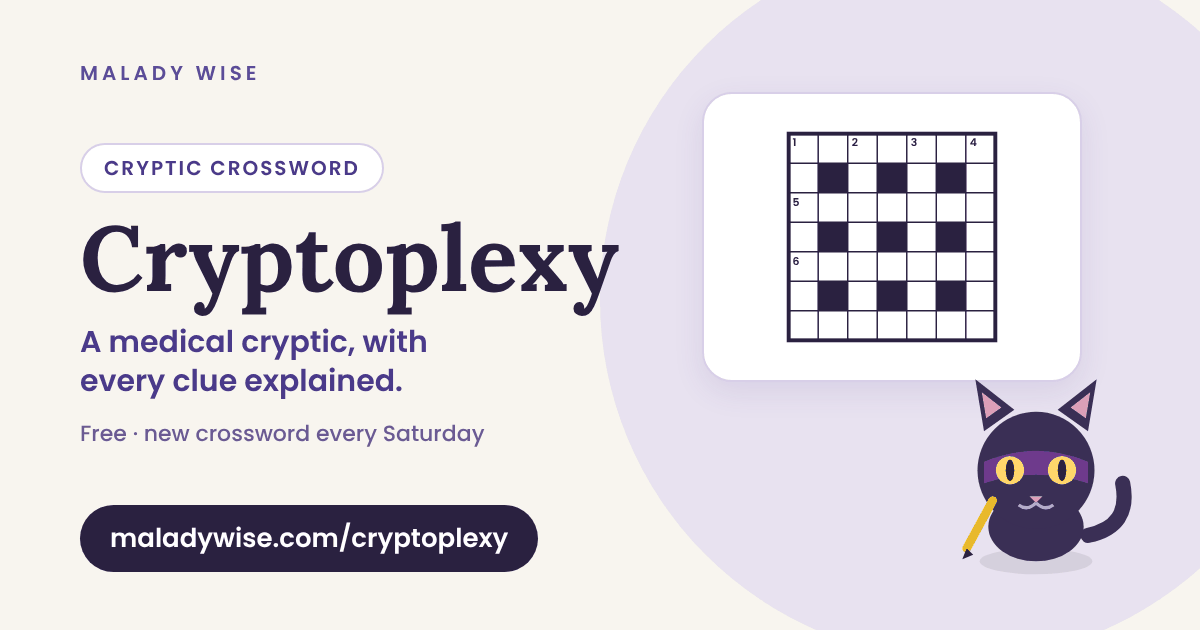 MALADY WISE
CRYPTIC CROSSWORD
Cryptoplexy
A medical cryptic, with
every clue explained.
Free · new crossword every Saturday
maladywise.com/cryptoplexy
1 2 3 4
5
6